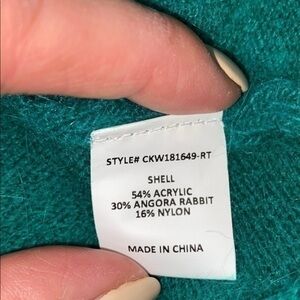 STYLE# CKW181649-RT
SHELL
54% ACRYLIC
30% ANGORA RABBIT
16% NYLON
MADE IN CHINA